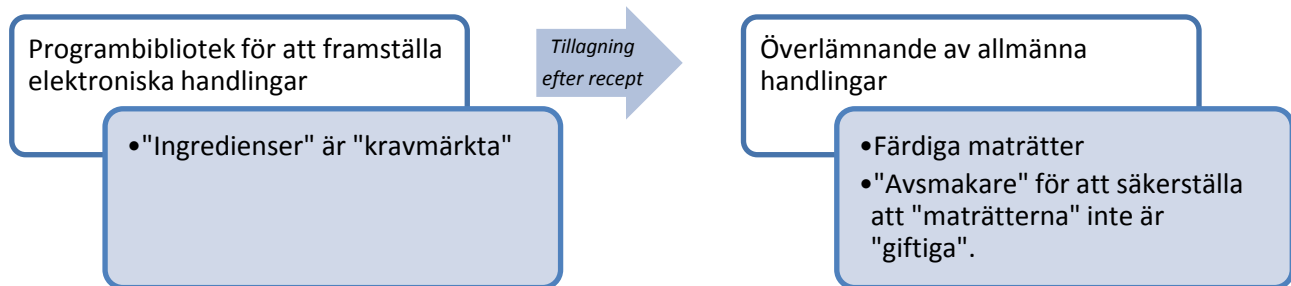 Programbibliotek för att framställa
elektroniska handlingar
•"Ingredienser" är "kravmärkta"
Tillagning
efter recept
Överlämnande av allmänna
handlingar
•Färdiga maträtter
•"Avsmakare" för att säkerställa
att "maträtterna" inte är
"giftiga".